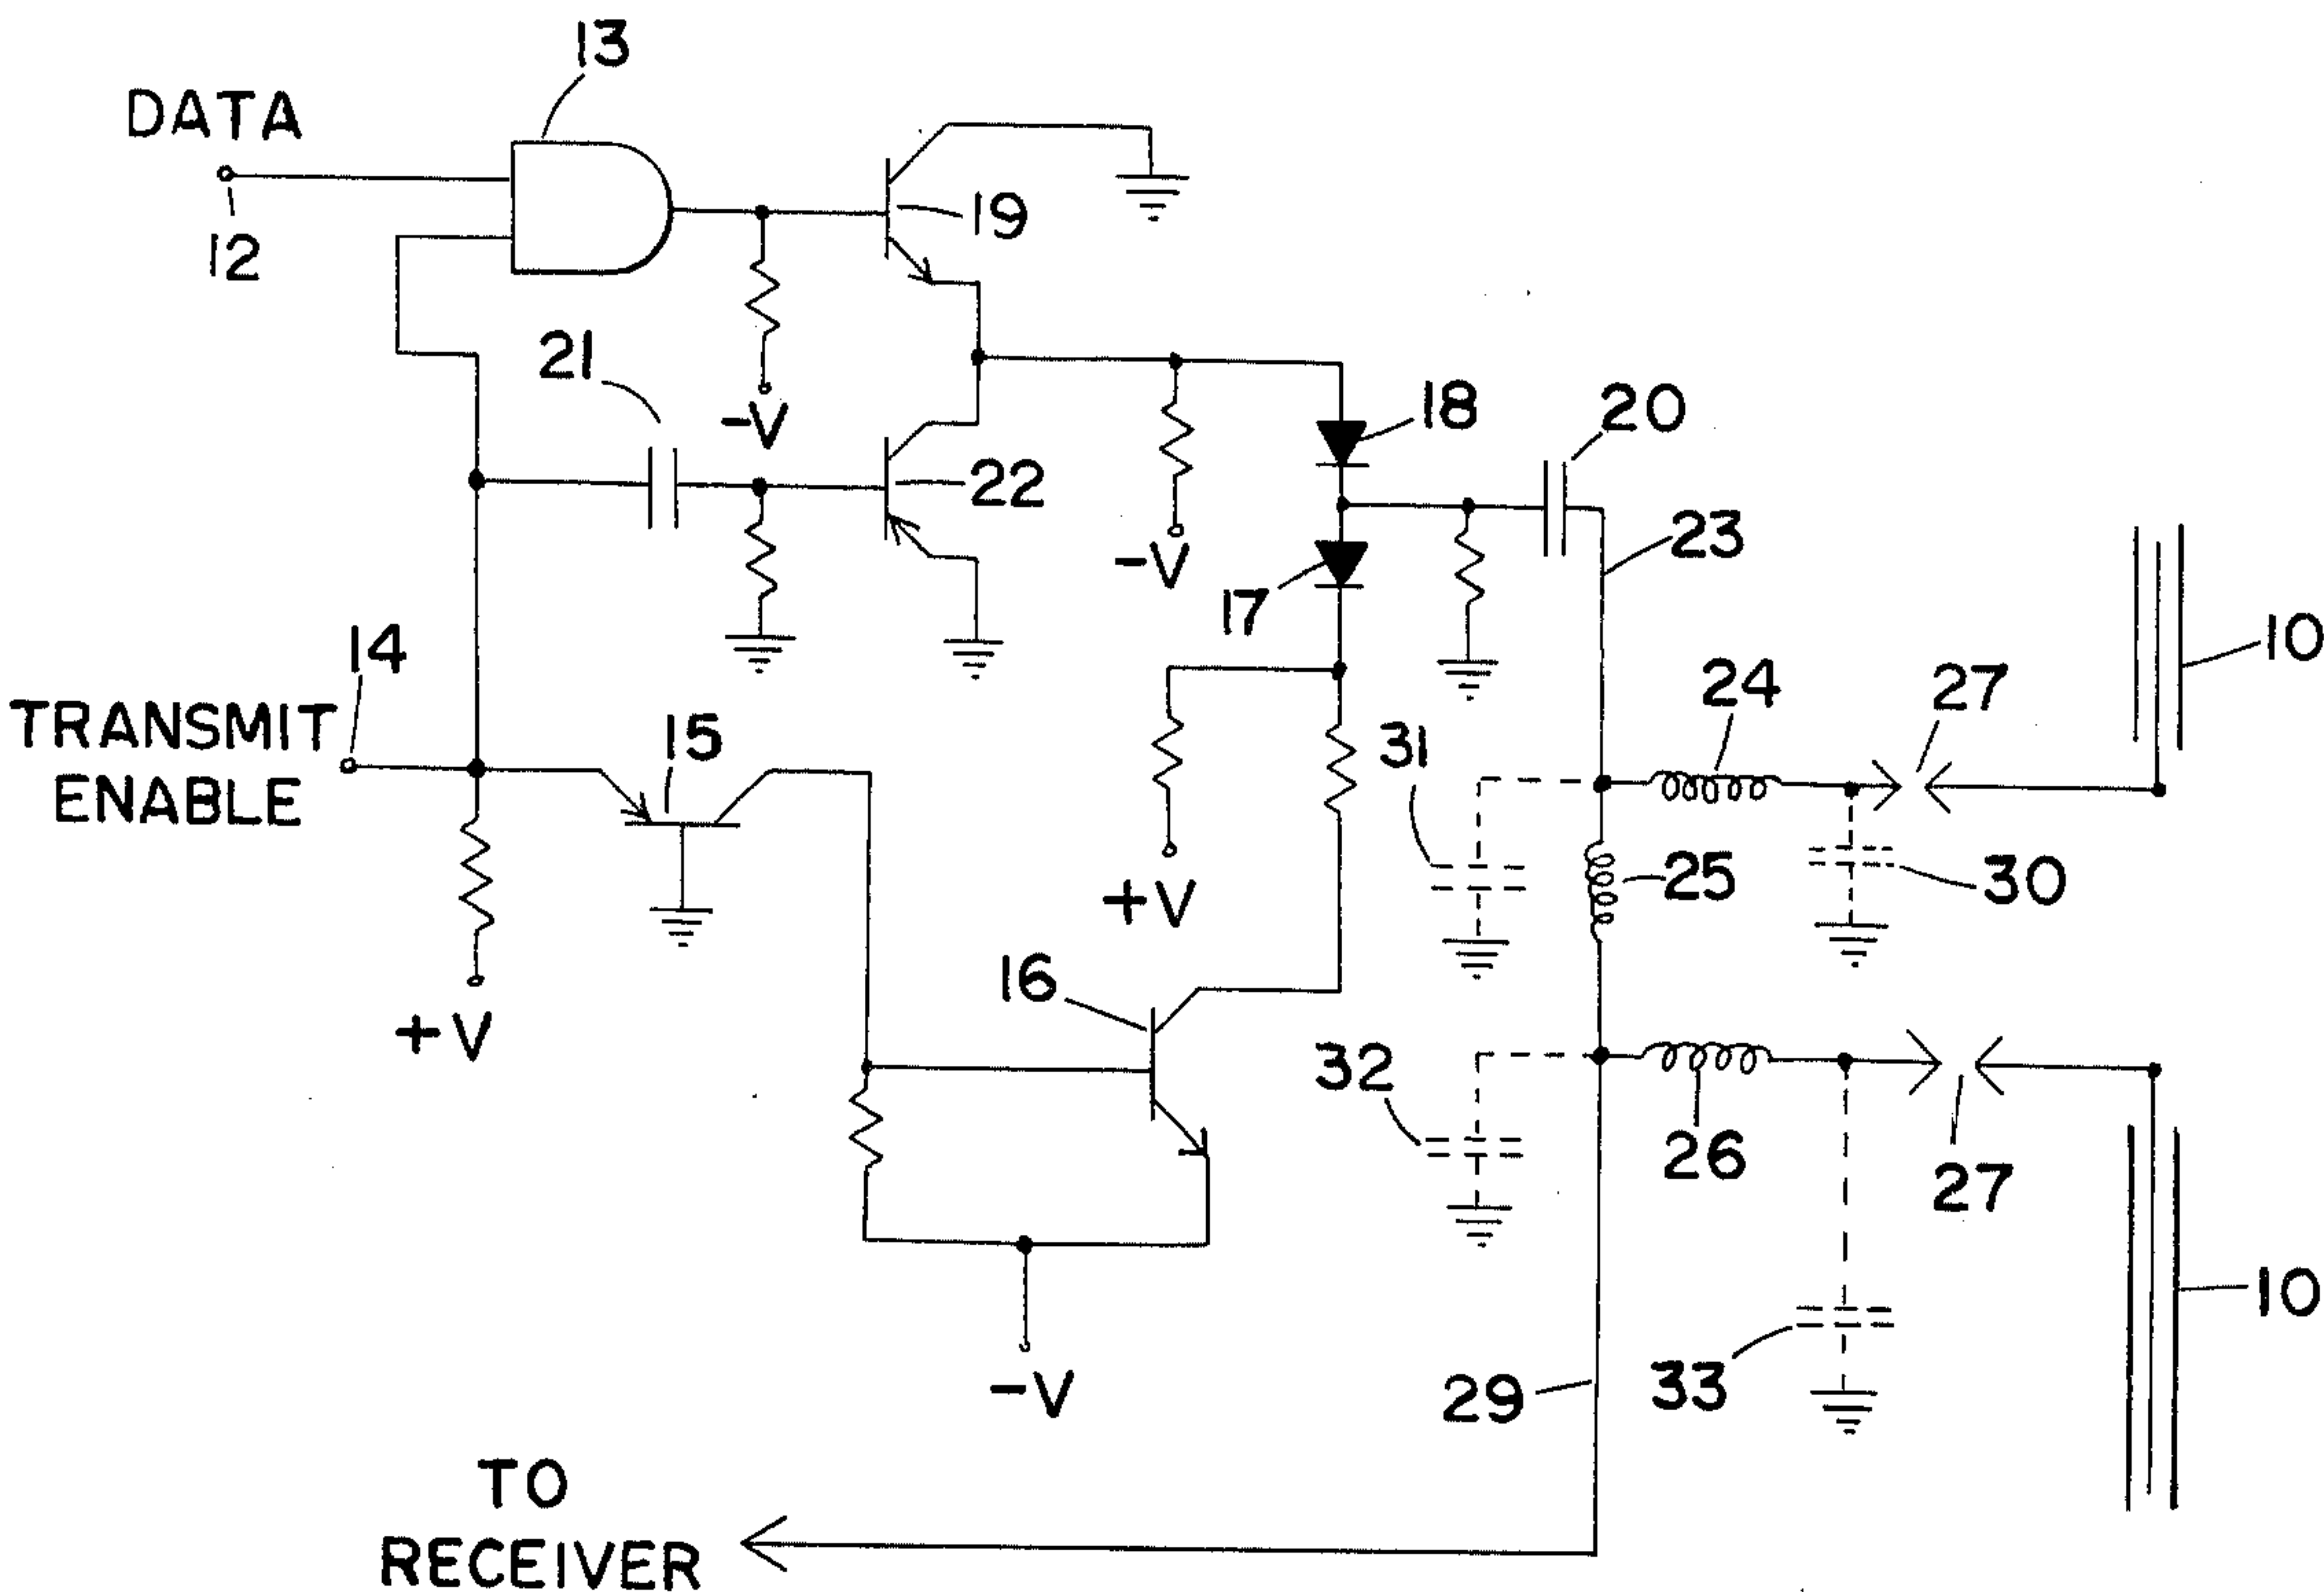 13
DATA
12
19
21
-V
18
20
22
23
-V
17
10
14
24
27
TRANSMIT
ENABLE
15
31
25
30
+V
16
+V
32
26
27
10
33
-V
29
TO
RECEIVER